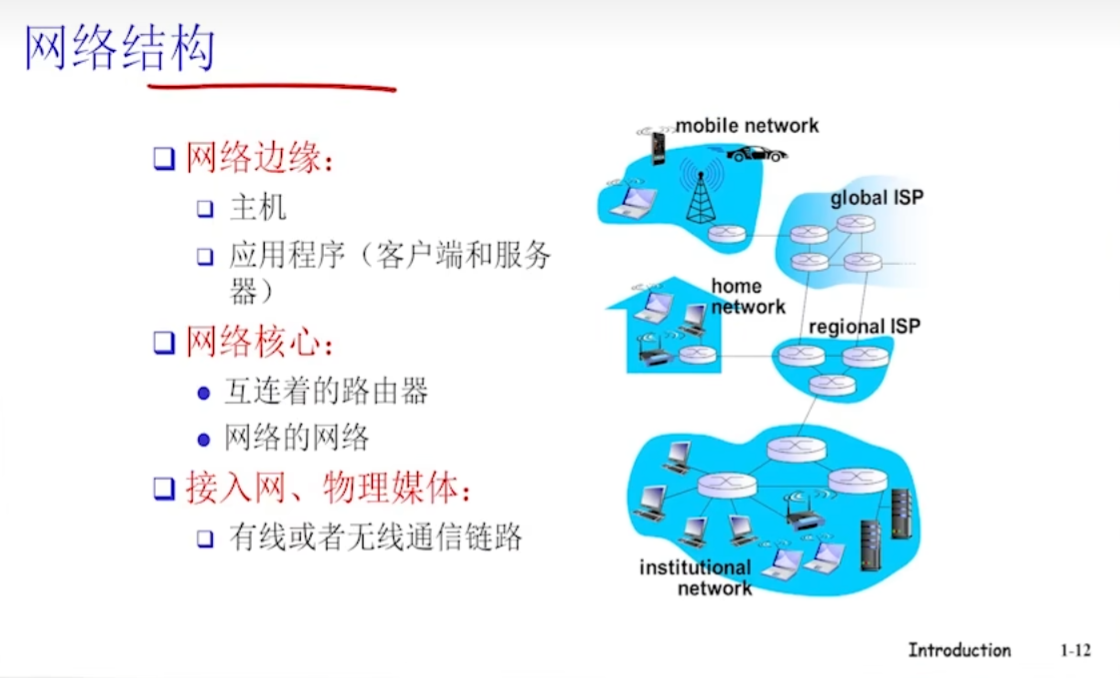 网络结构
网络边缘：
主机
应用程序（客户端和服务
器）
网络核心：
互连着的路由器
网络的网络
接入网、物理媒体：
有线或者无线通信链路
mobile network
global ISP
home
network
regional ISP
institutional
network
Introduction
1-12